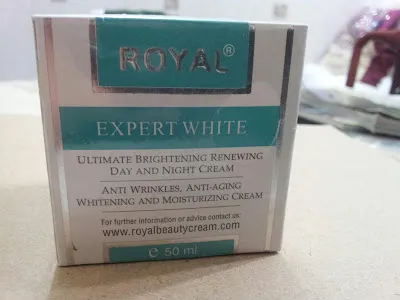 ROYAL®
EXPERT WHITE
ULTIMATE BRIGHTENING RENEWING
DAY AND NIGHT CREAM
ANTI WRINKLES, ANTI-AGING
WHITENING AND MOISTURIZING CREAM
For further information or advice contact us:
www.royalbeautycream.com
e 50 ml